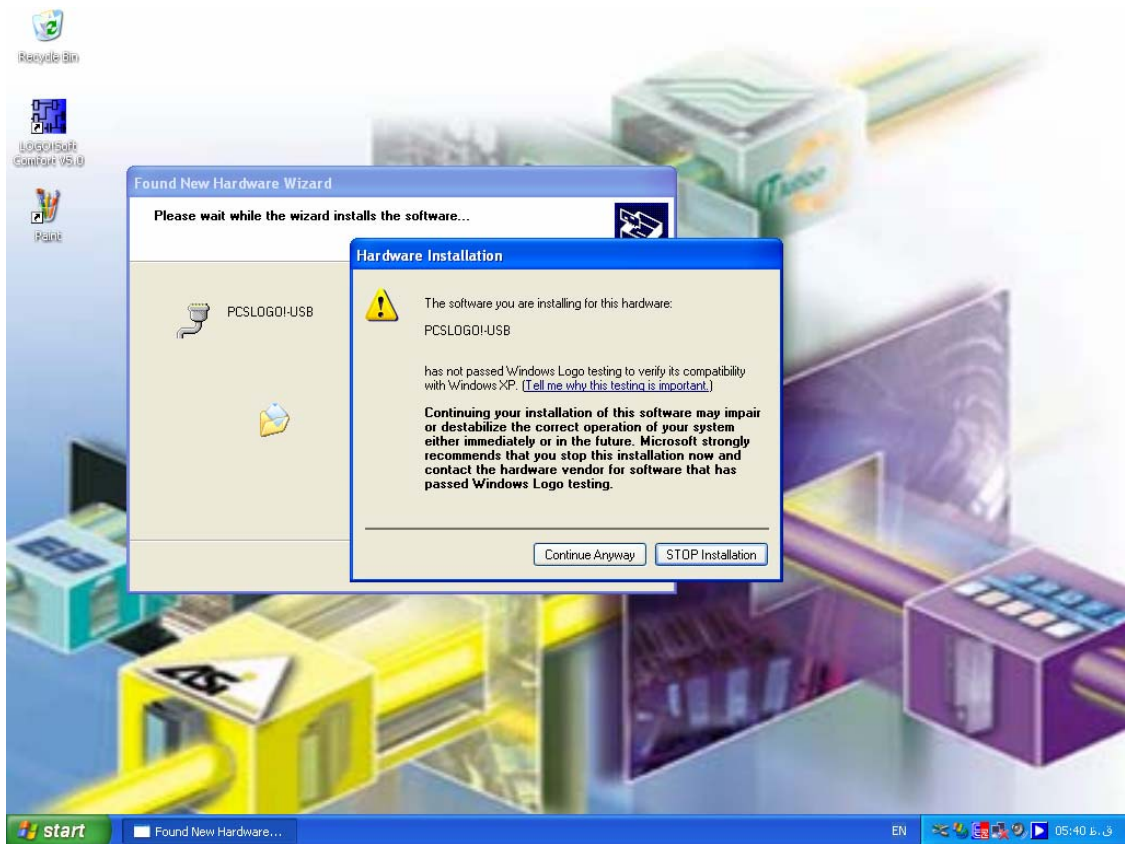 Recycle Bin
LOGO!Soft
Comfort V5.0
Paint
EIB
ASi
Found New Hardware Wizard
Please wait while the wizard installs the software...
PCSLOGO!-USB
Hardware Installation
The software you are installing for this hardware:
PCSLOGO!-USB
has not passed Windows Logo testing to verify its compatibility
with Windows XP. (Tell me why this testing is important.)
Continuing your installation of this software may impair
or destabilize the correct operation of your system
either immediately or in the future. Microsoft strongly
recommends that you stop this installation now and
contact the hardware vendor for software that has
passed Windows Logo testing.
Continue Anyway
STOP Installation
start
Found New Hardware...
EN
05:40 ق.ظ